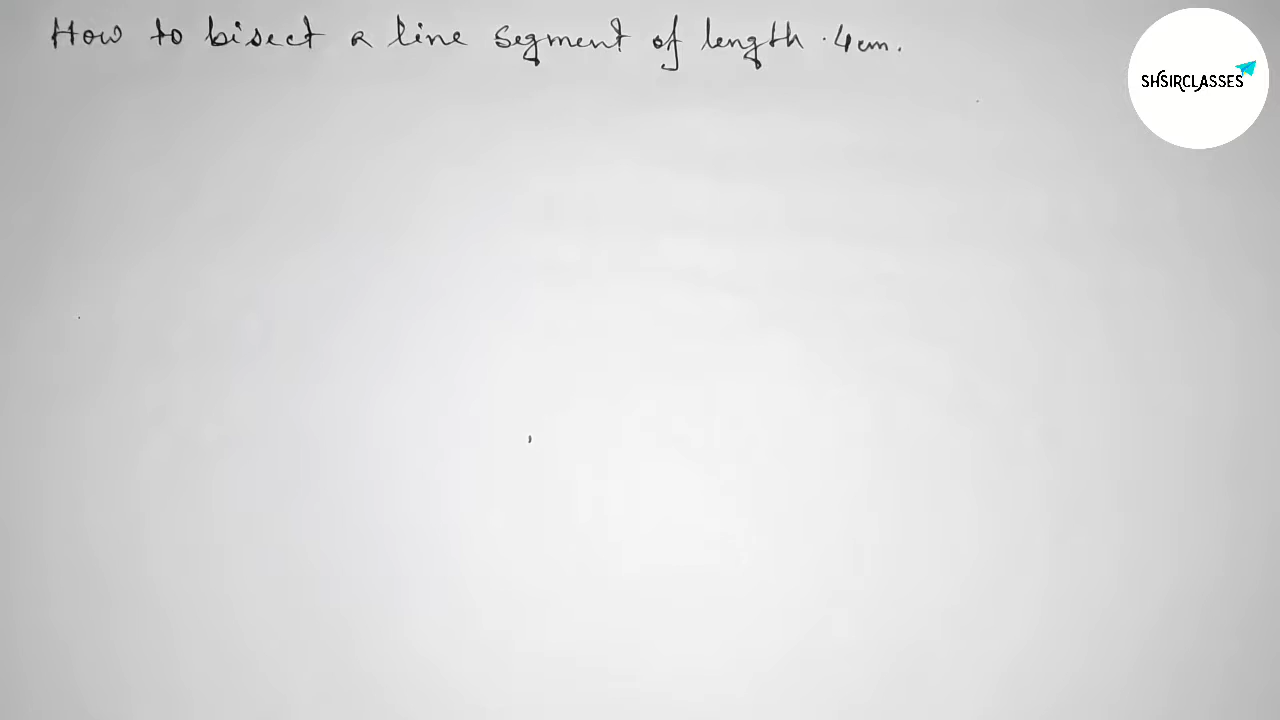 How to bisect a line segment of length .4cm.
SHSIRCLASSES